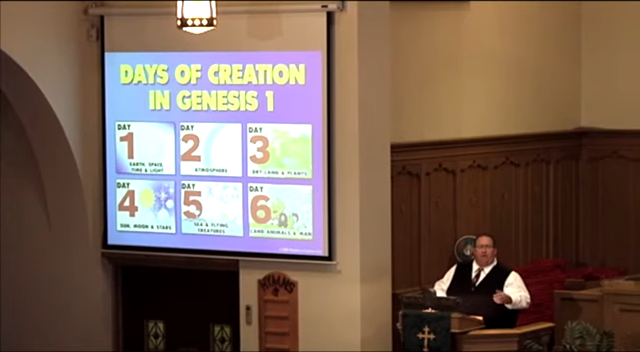 DAYS OF CREATION
IN GENESIS 1
DAY
1
EARTH, SPACE,
TIME & LIGHT
DAY
2
ATMOSPHERE
DAY
3
DRY LAND & PLANTS
DAY
4
SUN, MOON & STARS
DAY
5
SEA & FLYING
CREATURES
DAY
6
LAND ANIMALS & MAN
HYMNS